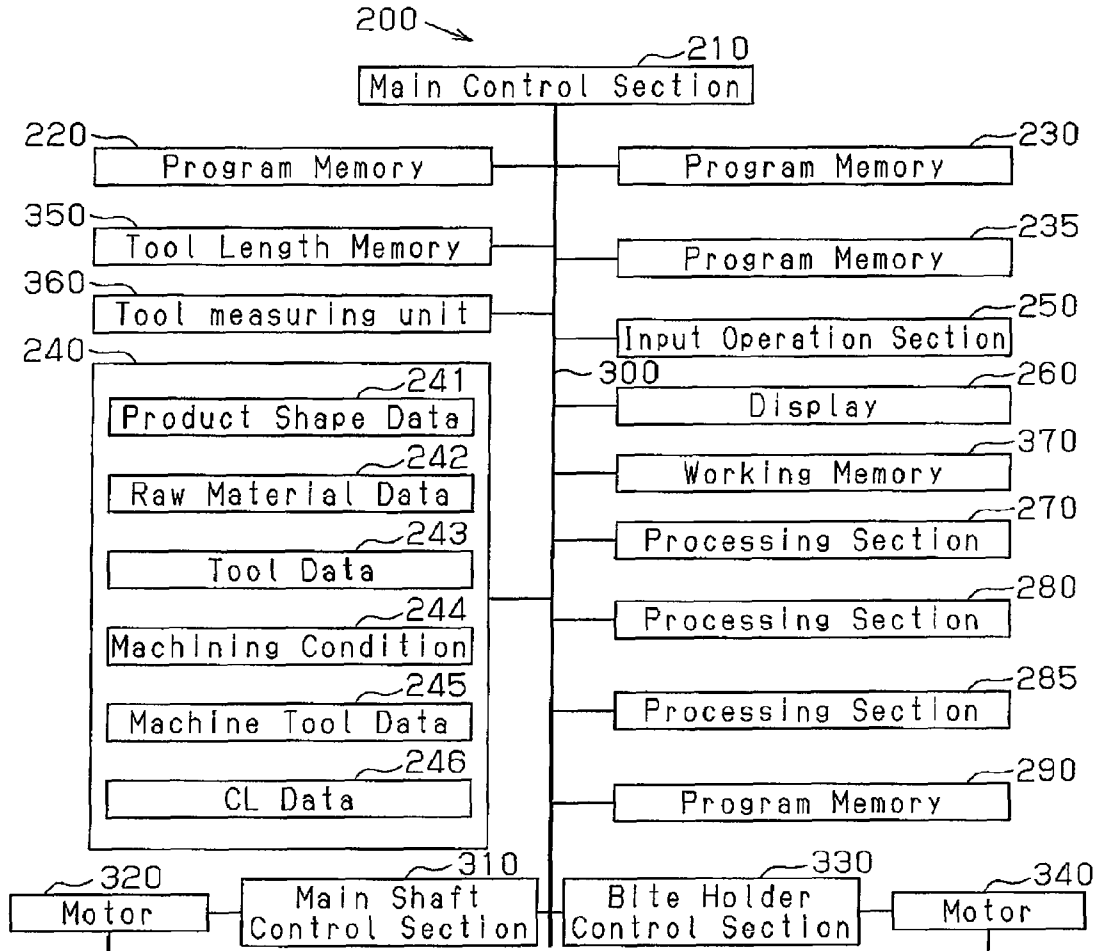 200
210
Main Control Section
220
Program Memory
230
Program Memory
350
Tool Length Memory
235
Program Memory
360
Tool measuring unit
250
Input Operation Section
240
300
241
Product Shape Data
260
Display
242
Raw Material Data
370
Working Memory
243
Tool Data
270
Processing Section
244
Machining Condition
280
Processing Section
245
Machine Tool Data
285
Processing Section
246
CL Data
290
Program Memory
320
Motor
310
Main Shaft
Control Section
330
Bite Holder
Control Section
340
Motor